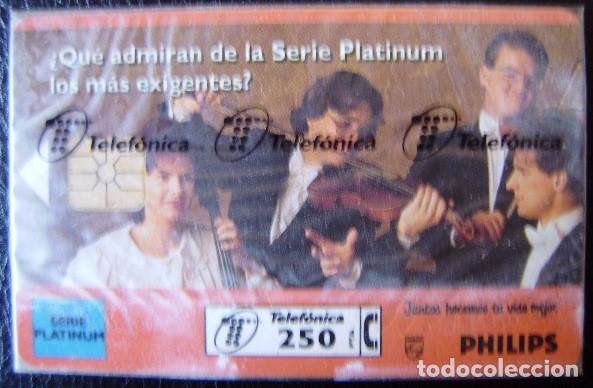 ¿Qué admiran de la Serie Platinum
los más exigentes?
Telefónica Telefónica Telefónica
SERIE
PLATINUM
Telefónica
250
Juntos hacemos tu vida mejor.
PHILIPS
todocoleccion